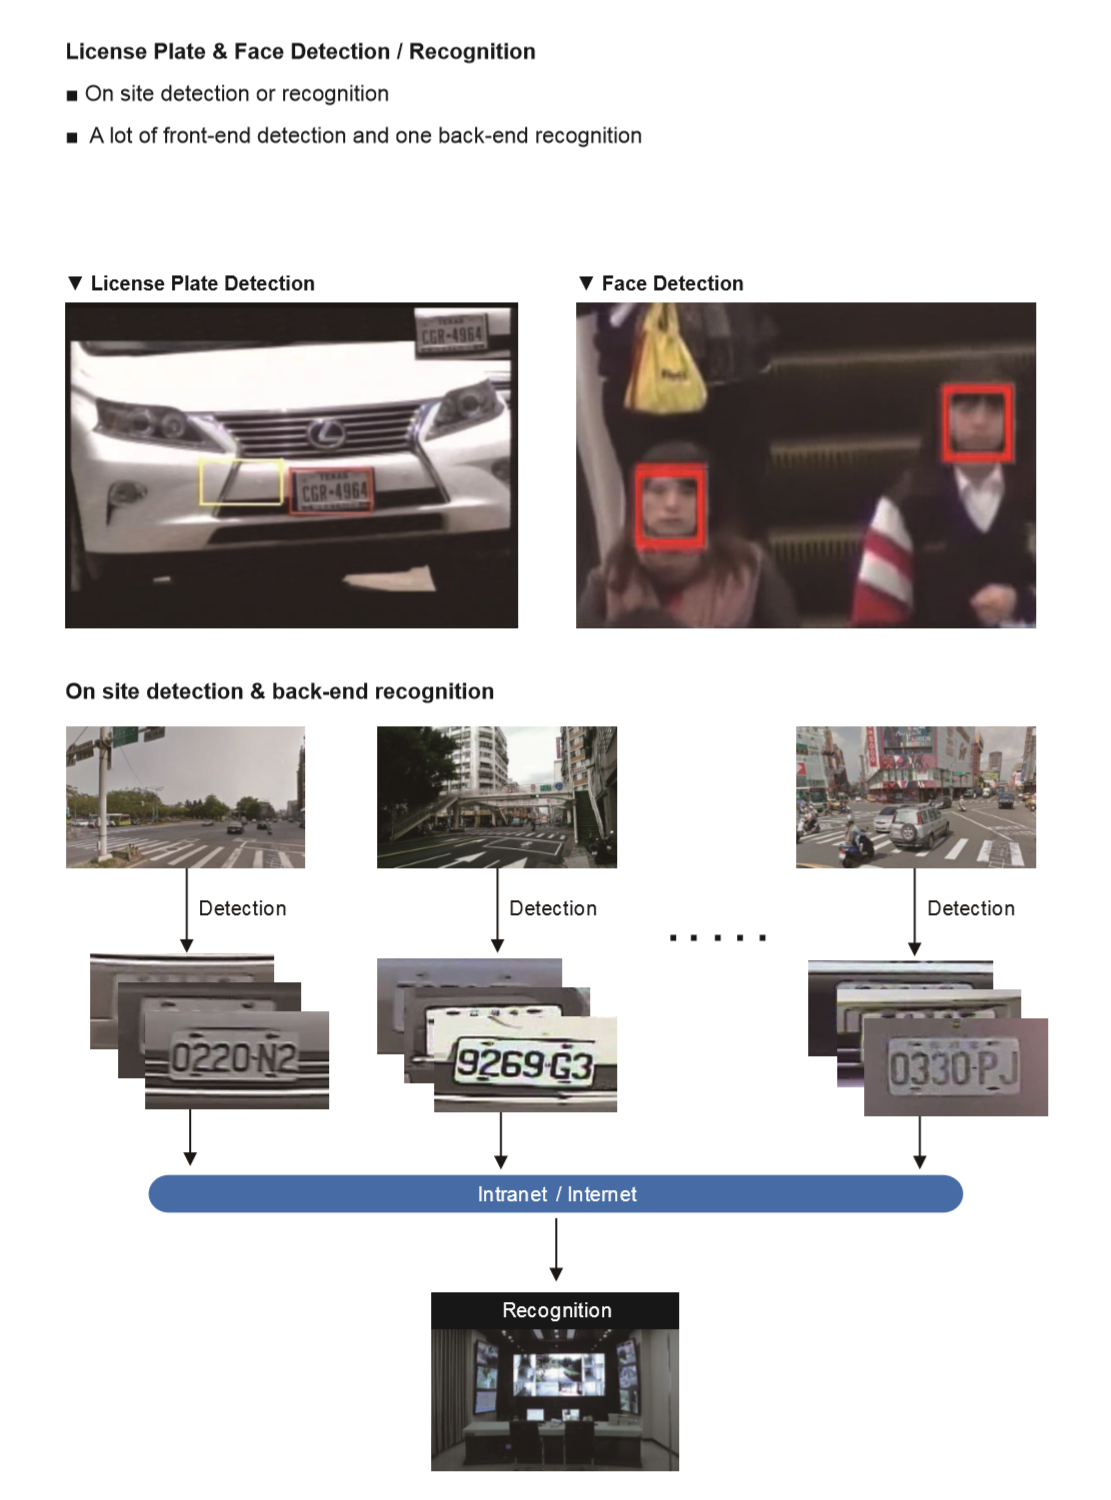 License Plate & Face Detection / Recognition
■ On site detection or recognition
■ A lot of front-end detection and one back-end recognition
▼ License Plate Detection
▼ Face Detection
TEXAS
CGR-4964
TEXAS
CGR-4964
On site detection & back-end recognition
Detection
Detection
Detection
.....
0220-N2
9269-G3
0330-PJ
Intranet / Internet
Recognition